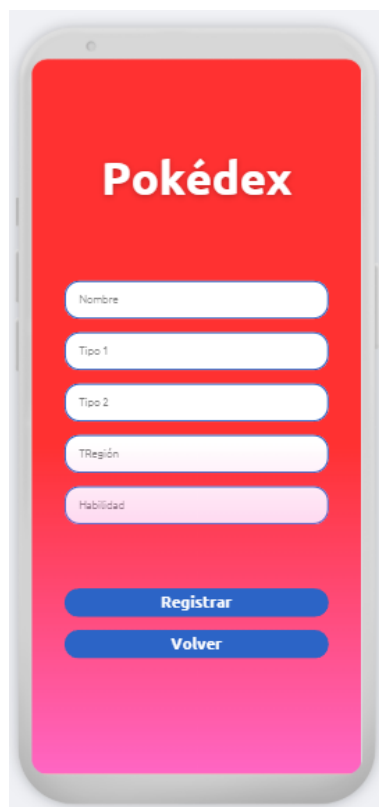 Pokédex
Nombre
Tipo 1
Tipo 2
TRegión
Habilidad
Registrar
Volver